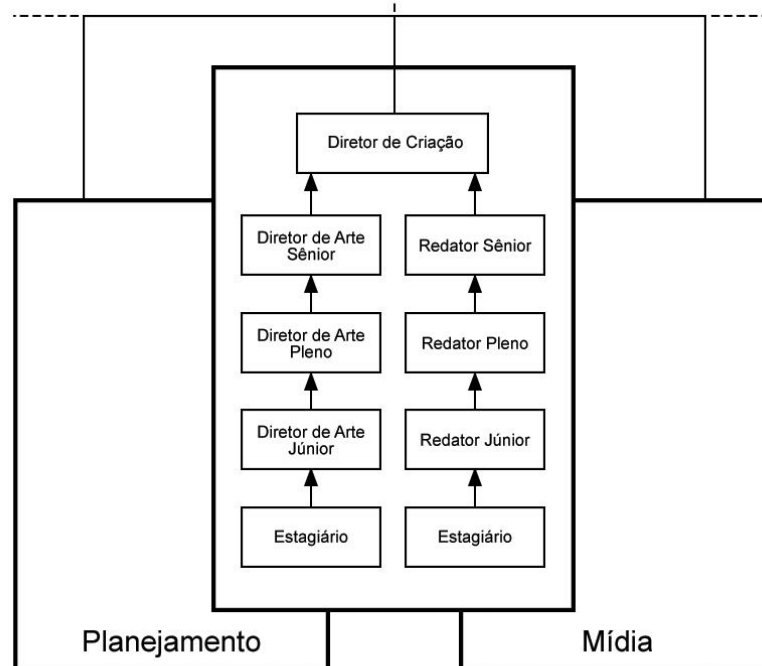 Diretor de Criação
Diretor de Arte
Sênior
Redator Sênior
Diretor de Arte
Pleno
Redator Pleno
Diretor de Arte
Júnior
Redator Júnior
Estagiário
Estagiário
Planejamento
Mídia